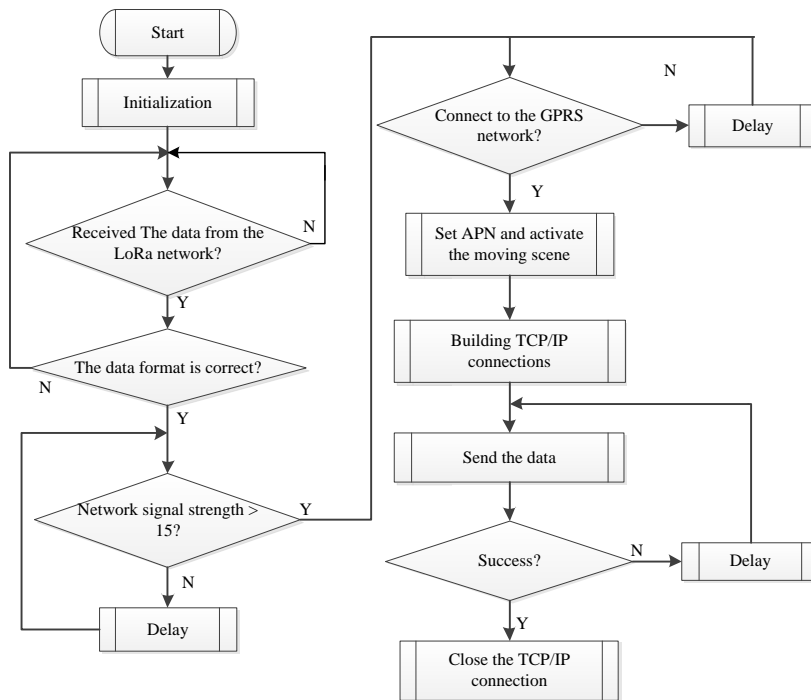 Start
Initialization
Received The data from the
LoRa network?
N
Y
The data format is correct?
N
Y
Network signal strength >
15?
Y
N
Delay
N
Connect to the GPRS
network?
Delay
Y
Set APN and activate
the moving scene
Building TCP/IP
connections
Send the data
Success?
N
Delay
Y
Close the TCP/IP
connection